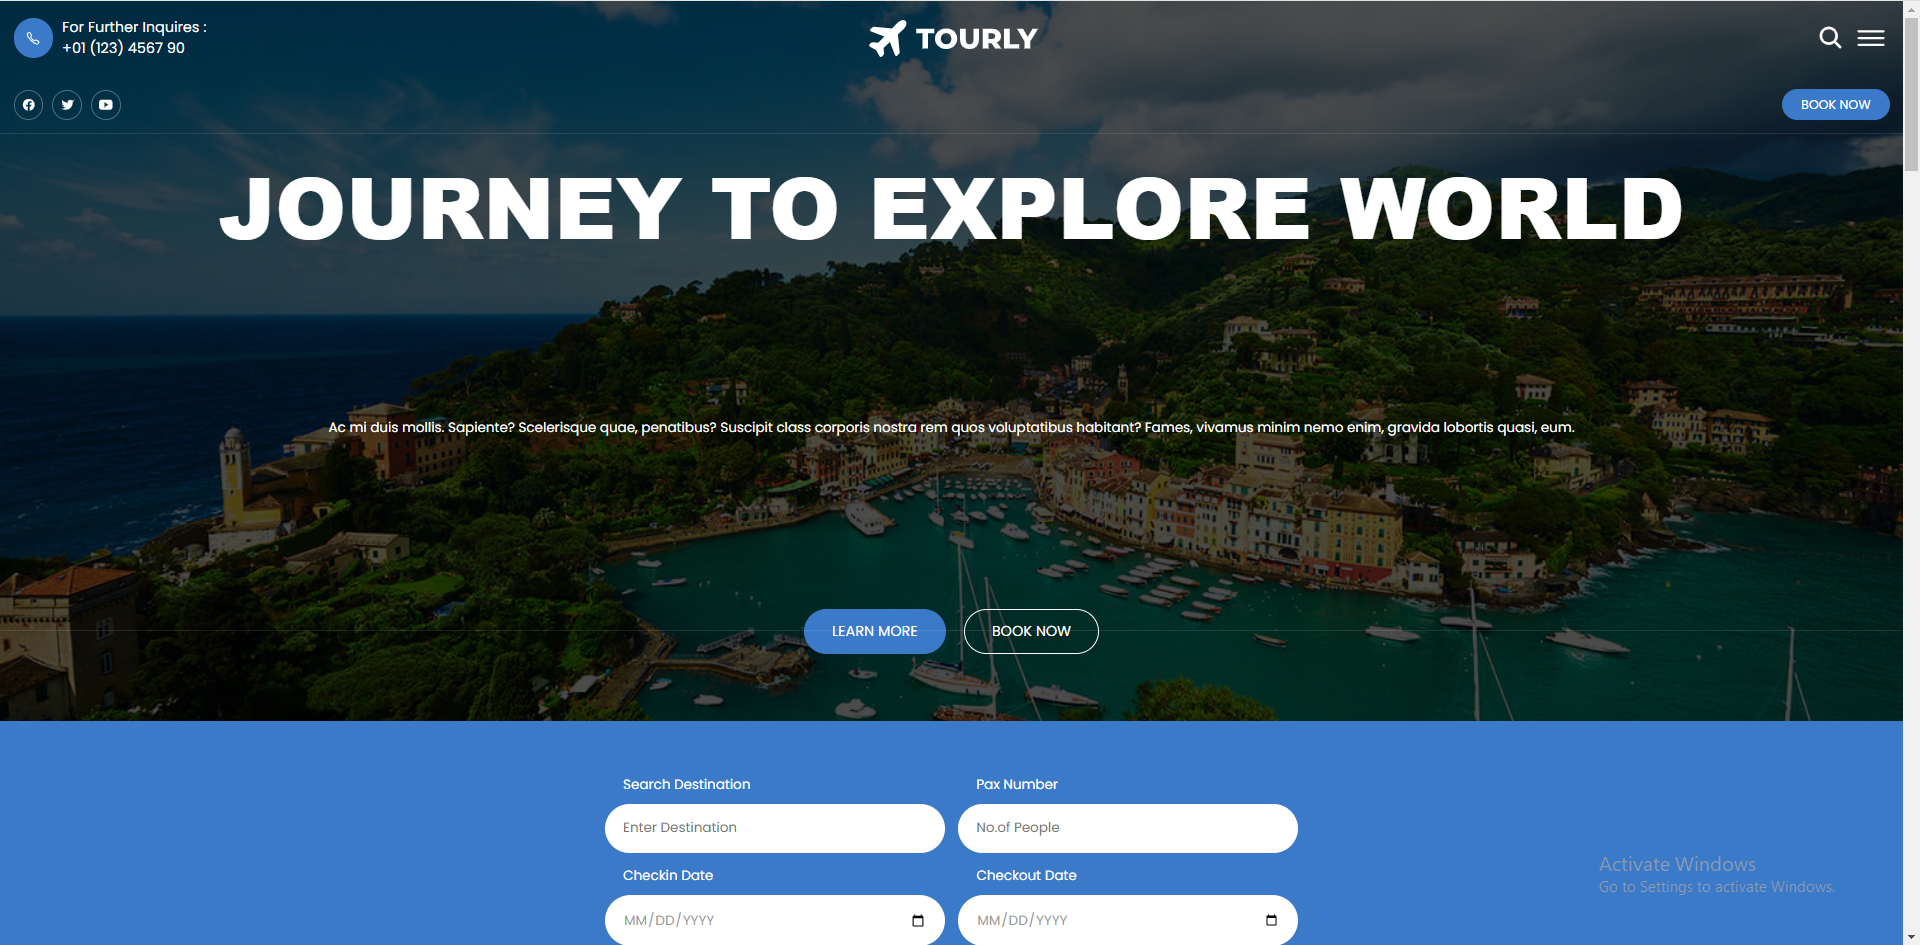 For Further Inquires :
+01 (123) 4567 90
TOURLY
BOOK NOW
JOURNEY TO EXPLORE WORLD
Ac mi duis mollis. Sapiente? Scelerisque quae, penatibus? Suscipit class corporis nostra rem quos voluptatibus habitant? Fames, vivamus minim nemo enim, gravida lobortis quasi, eum.
LEARN MORE
BOOK NOW
Search Destination
Pax Number
Enter Destination
No.of People
Checkin Date
Checkout Date
MM/DD/YYYY
MM/DD/YYYY
Activate Windows
Go to Settings to activate Windows.